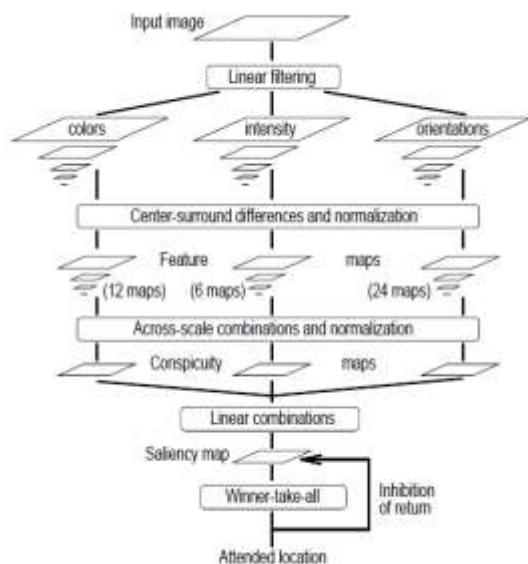 Input image
Linear filtering
colors intensity orientations
Center-surround differences and normalization
Feature maps
(12 maps) (6 maps) (24 maps)
Across-scale combinations and normalization
Conspicuity maps
Linear combinations
Saliency map
Winner-take-all
Inhibition
of return
Attended location